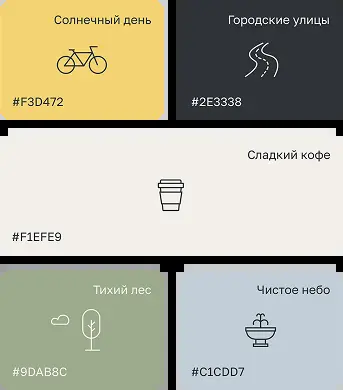 Солнечный день
#F3D472
Городские улицы
#2E3338
Сладкий кофе
#F1EFE9
Тихий лес
#9DAB8C
Чистое небо
#C1CDD7